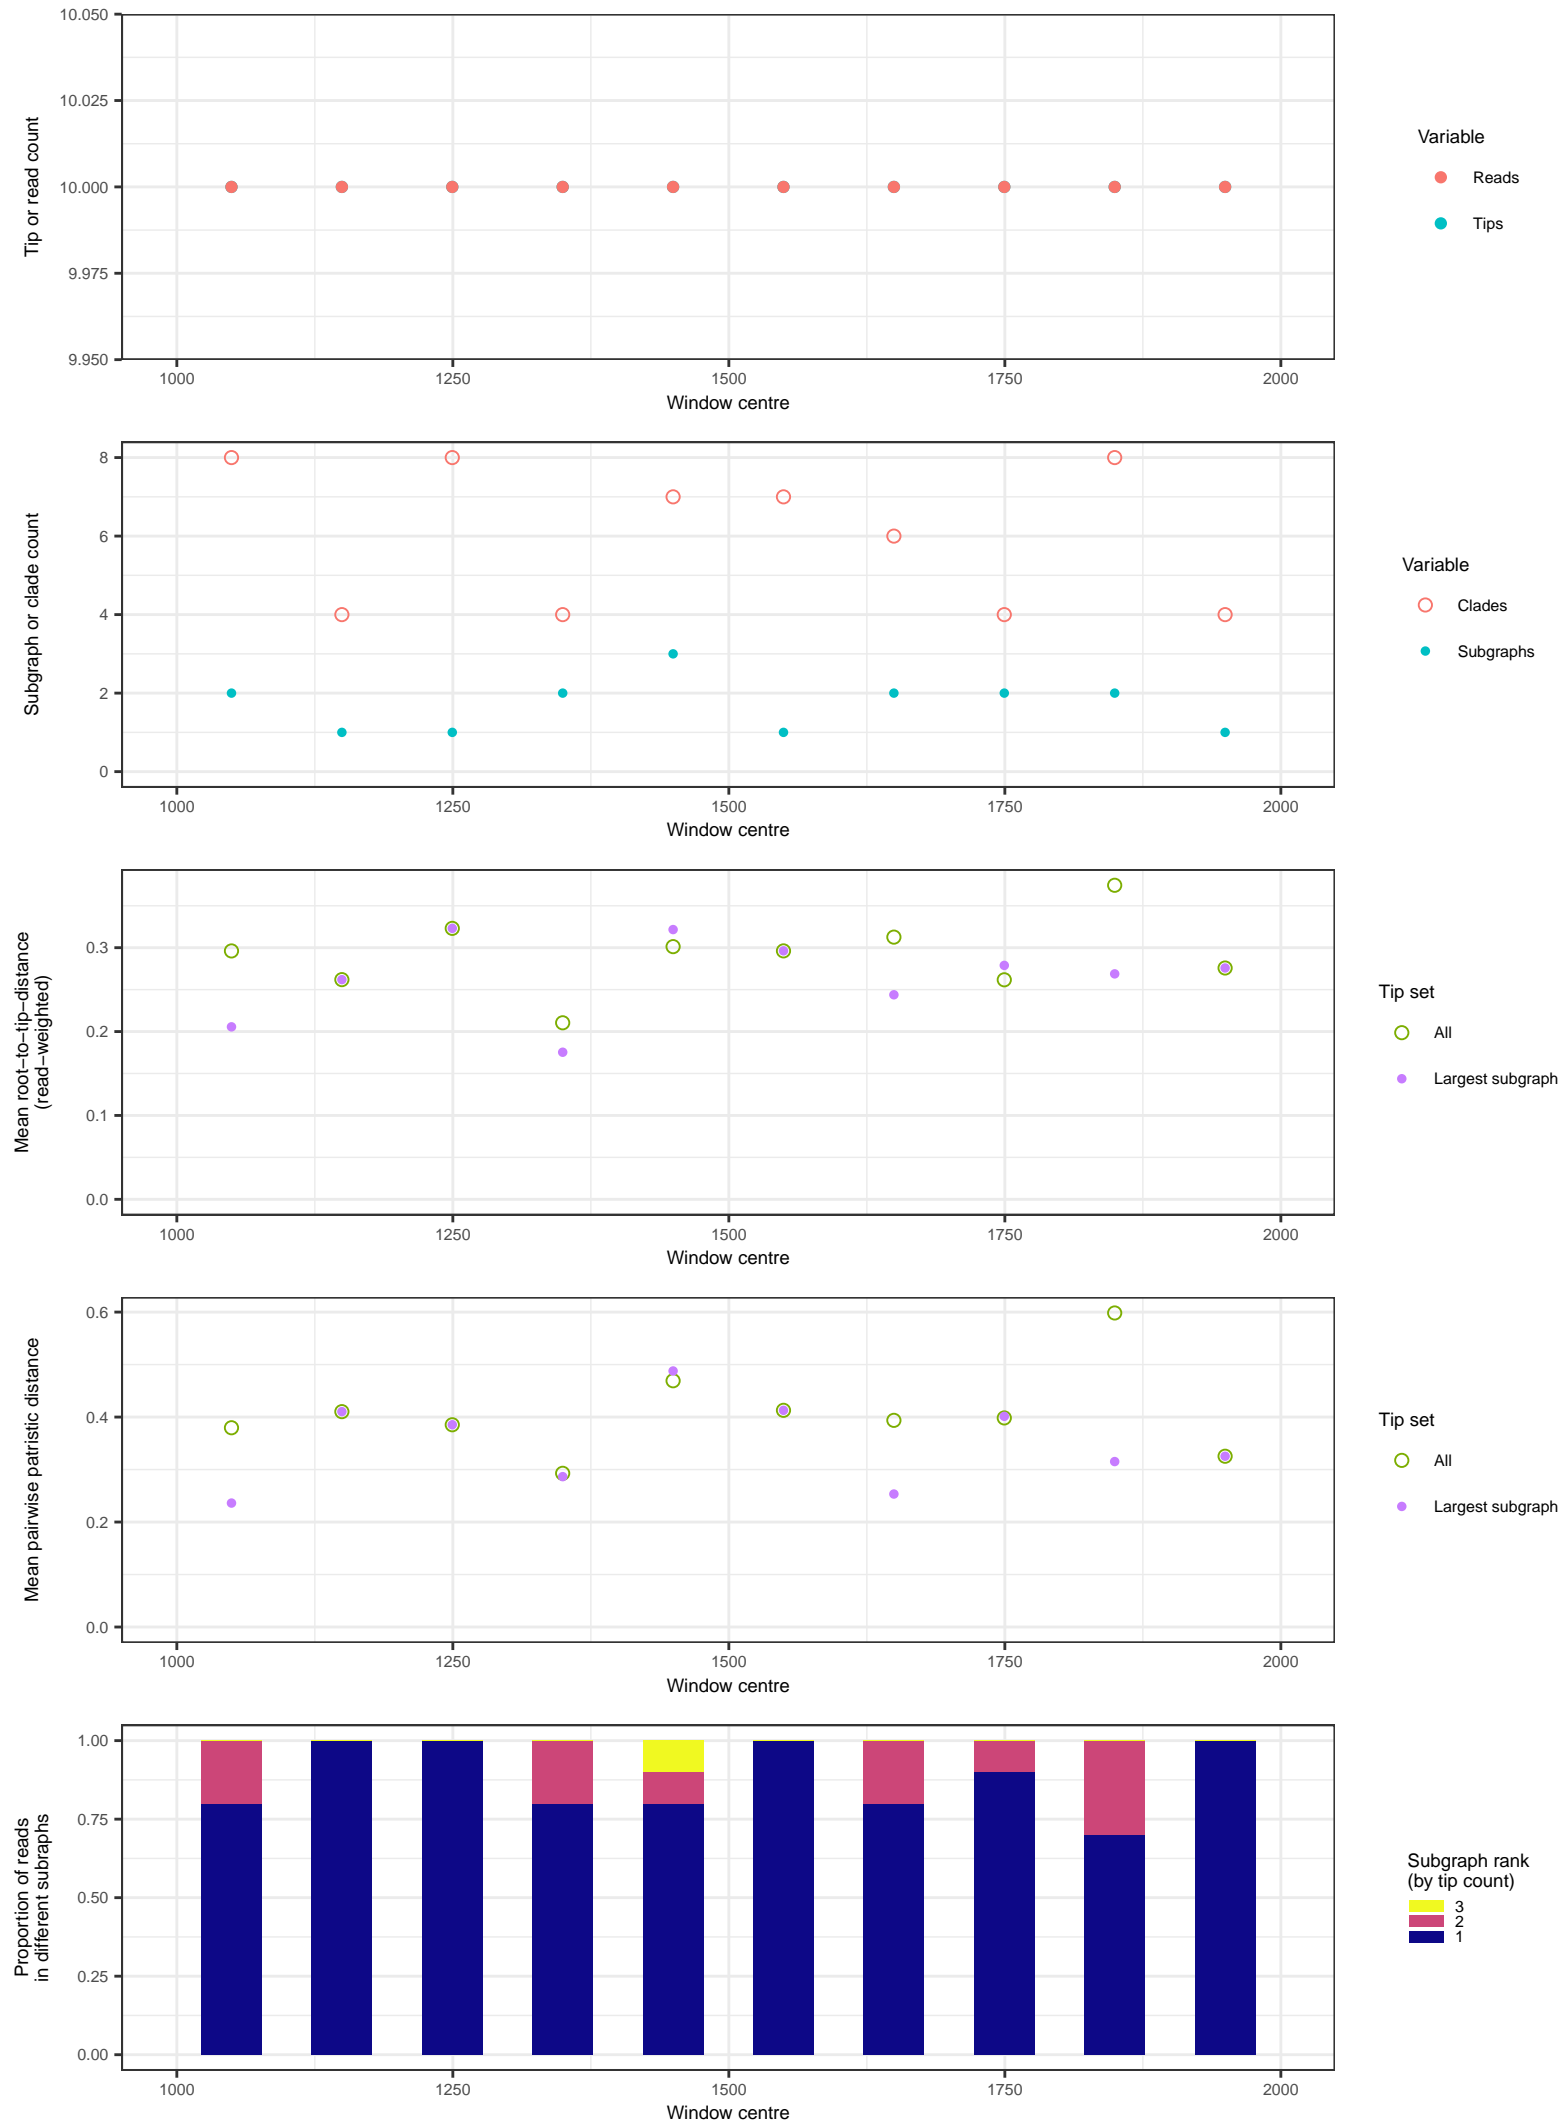 10.050
10.025
10.000
9.975
9.950
Tip or read count
1000 1250 1500 1750 2000
Window centre
Variable
Reads
Tips
8
6
4
2
0
Subgraph or clade count
1000 1250 1500 1750 2000
Window centre
Variable
Clades
Subgraphs
0.3
0.2
0.1
0.0
Mean root−to−tip−distance
(read−weighted)
1000 1250 1500 1750 2000
Window centre
Tip set
All
Largest subgraph
0.6
0.4
0.2
0.0
Mean pairwise patristic distance
1000 1250 1500 1750 2000
Window centre
Tip set
All
Largest subgraph
1.00
0.75
0.50
0.25
0.00
Proportion of reads
in different subraphs
1000 1250 1500 1750 2000
Window centre
Subgraph rank
(by tip count)
3
2
1